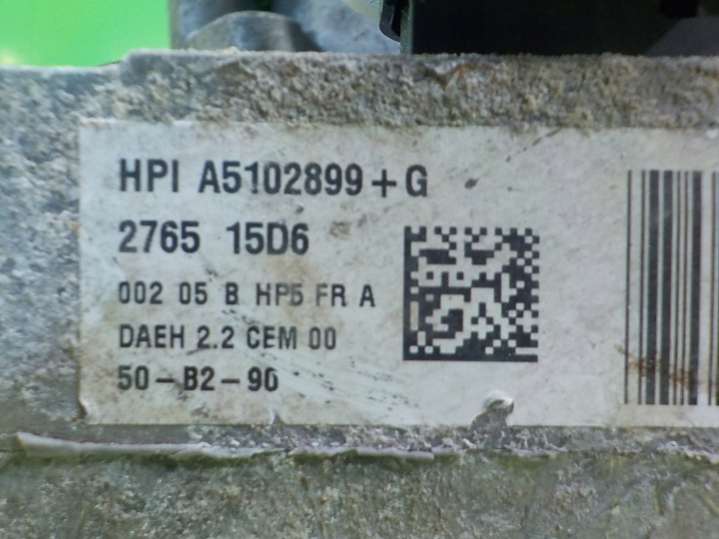 HPI A5102899+G
2765 15D6
002 05 B HP5 FR A
DAEH 2.2 CEM 00
50-B2-90